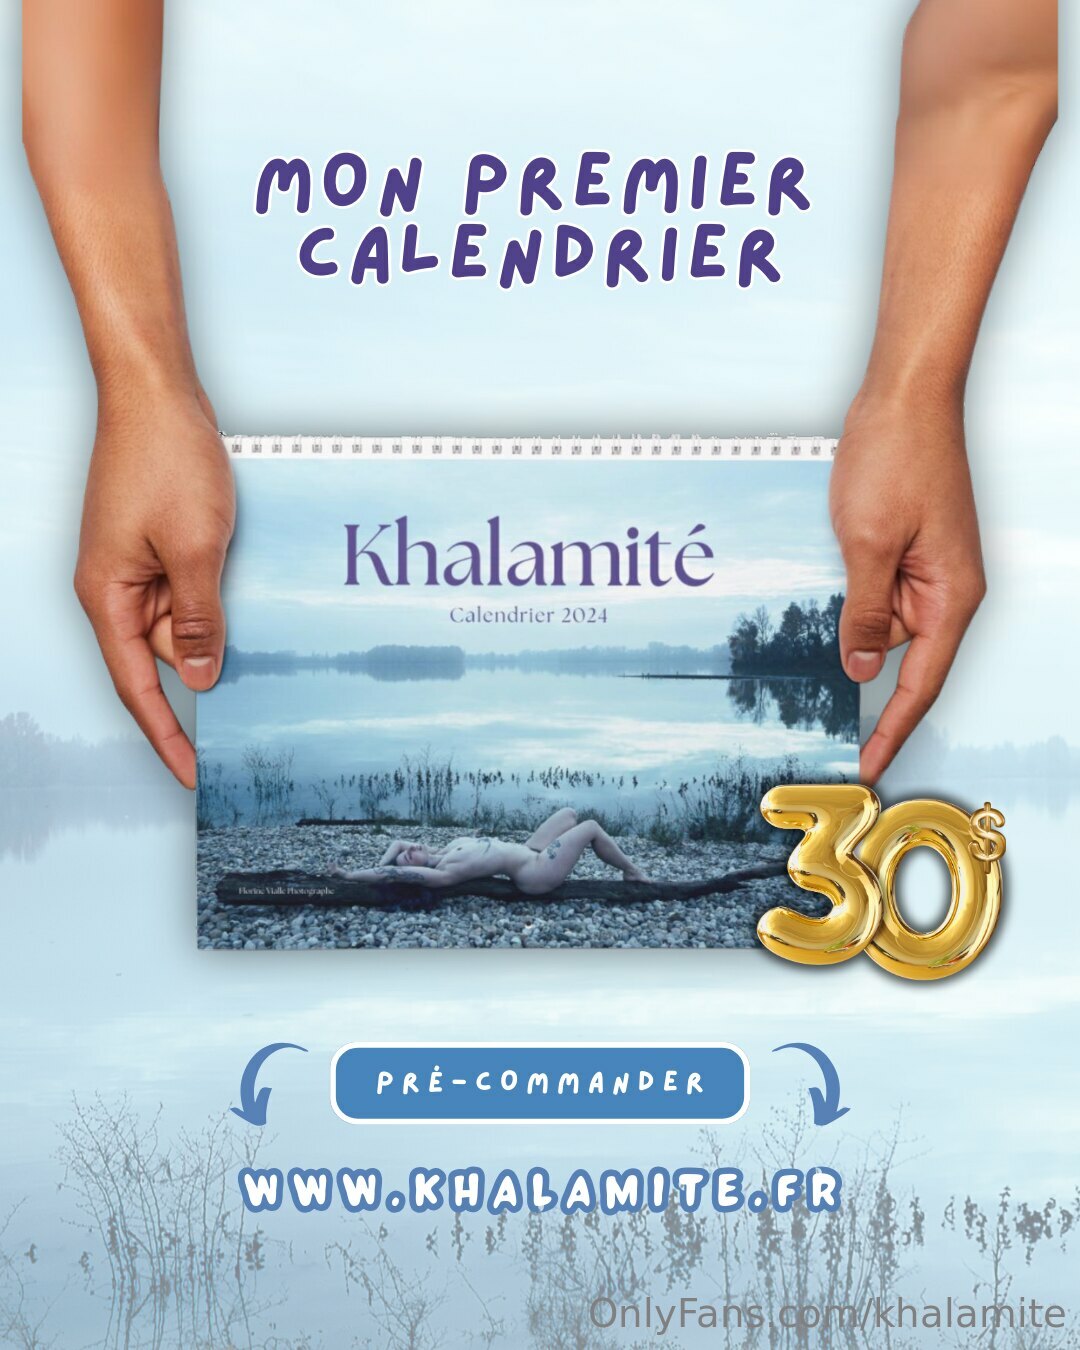 MON PREMIER
CALENDRIER
Khalamité
Calendrier 2024
Florine Vialle Photographe
30$
PRÉ-COMMANDER
WWW.KHALAMITE.FR
OnlyFans.com/khalamite